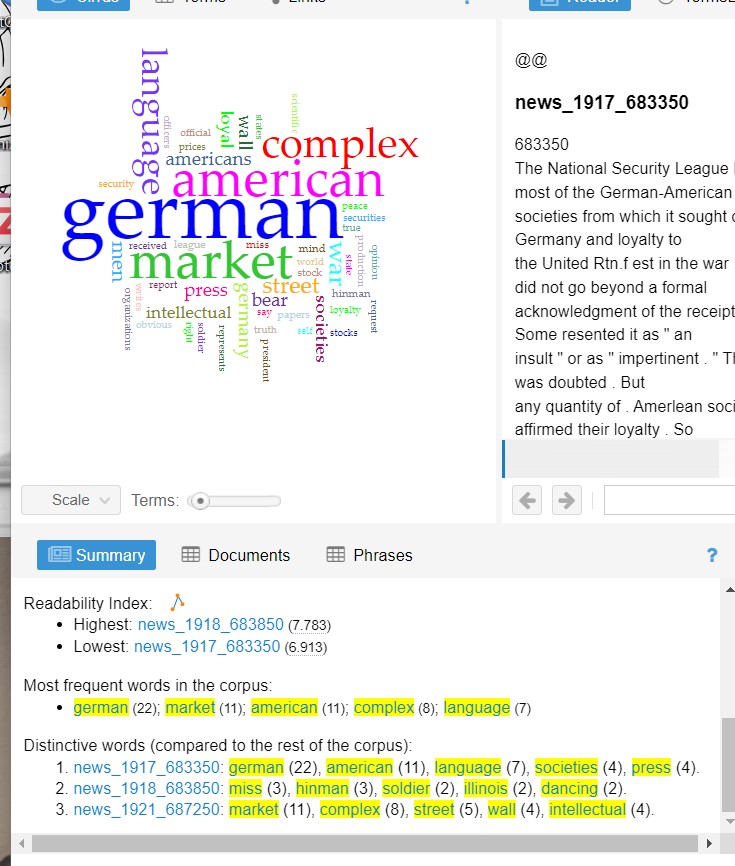 @@
news_1917_683350
683350
The National Security League
most of the German-American
societies from which it sought
Germany and loyalty to
the United Rtn.f est in the war
did not go beyond a formal
acknowledgment of the receipt
Some resented it as " an
insult " or as " impertinent . " Th
was doubted . But
any quantity of . Amerlean soci
affirmed their loyalty . So
language
officers
official
prices
loyal
wall
states
scientific
complex
americans
security
american
german
peace
securities
true
men
received
league
miss
mind
market
world
stock
war
state
production
opinion
report
press
street
bear
hinman
organizations
writes
intellectual
germany
say
papers
societies
loyalty
request
obvious
right
soldier
represents
truth
self
stocks
president
Scale
Terms:
Summary
Documents
Phrases
?
Readability Index:
• Highest: news_1918_683850 (7.783)
• Lowest: news_1917_683350 (6.913)
Most frequent words in the corpus:
• german (22); market (11); american (11); complex (8); language (7)
Distinctive words (compared to the rest of the corpus):
1. news_1917_683350: german (22), american (11), language (7), societies (4), press (4).
2. news_1918_683850: miss (3), hinman (3), soldier (2), illinois (2), dancing (2).
3. news_1921_687250: market (11), complex (8), street (5), wall (4), intellectual (4).